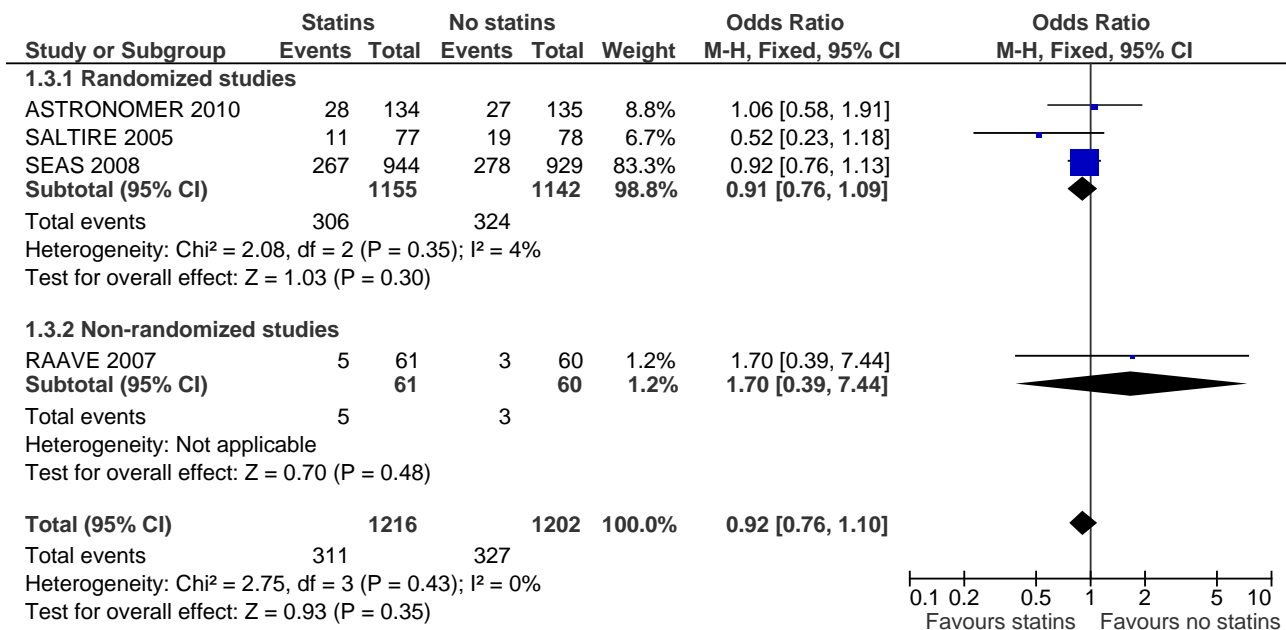 Statins No statins Odds Ratio Odds Ratio
Study or Subgroup Events Total Events Total Weight M-H, Fixed, 95% CI M-H, Fixed, 95% CI
1.3.1 Randomized studies
ASTRONOMER 2010 28 134 27 135 8.8% 1.06 [0.58, 1.91]
SALTIRE 2005 11 77 19 78 6.7% 0.52 [0.23, 1.18]
SEAS 2008 267 944 278 929 83.3% 0.92 [0.76, 1.13]
Subtotal (95% CI) 1155 1142 98.8% 0.91 [0.76, 1.09]
Total events 306 324
Heterogeneity: Chi² = 2.08, df = 2 (P = 0.35); I² = 4%
Test for overall effect: Z = 1.03 (P = 0.30)
1.3.2 Non-randomized studies
RAAVE 2007 5 61 3 60 1.2% 1.70 [0.39, 7.44]
Subtotal (95% CI) 61 60 1.2% 1.70 [0.39, 7.44]
Total events 5 3
Heterogeneity: Not applicable
Test for overall effect: Z = 0.70 (P = 0.48)
Total (95% CI) 1216 1202 100.0% 0.92 [0.76, 1.10]
Total events 311 327
Heterogeneity: Chi² = 2.75, df = 3 (P = 0.43); I² = 0%
Test for overall effect: Z = 0.93 (P = 0.35)
0.1 0.2 0.5 1 2 5 10
Favours statins Favours no statins